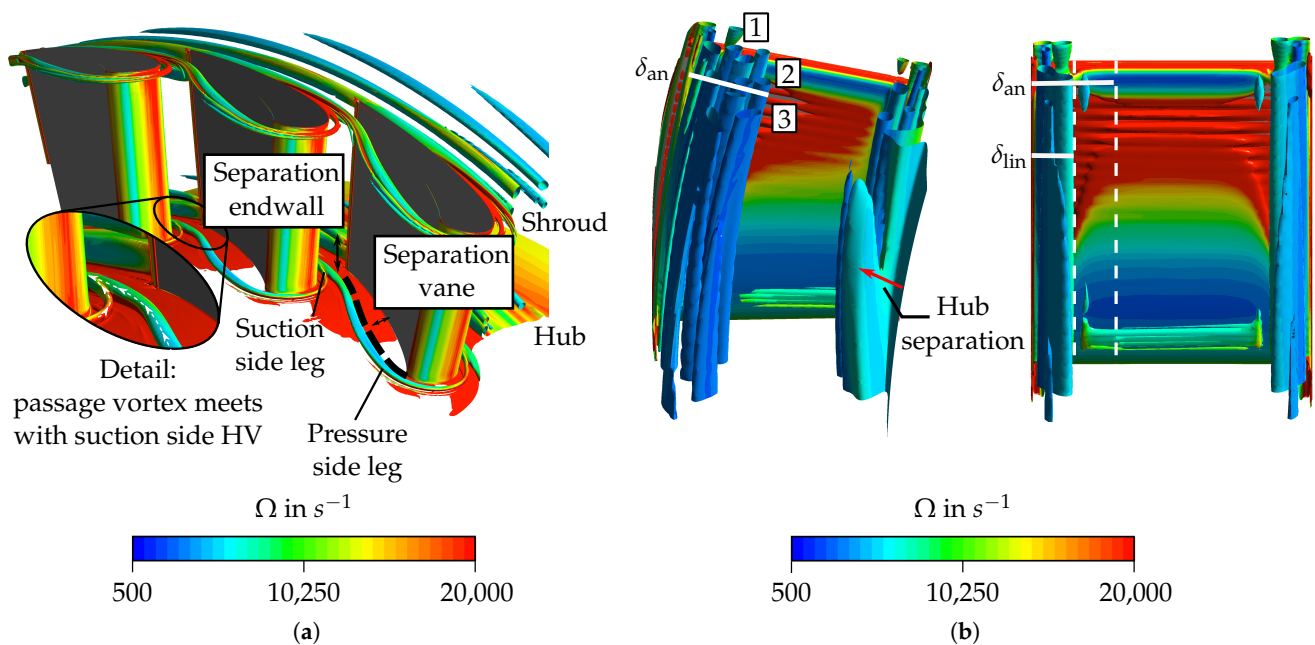 Separation
endwall
Separation
vane
Shroud
Hub
Suction
side leg
Detail:
passage vortex meets
with suction side HV
Pressure
side leg
Ω in s⁻¹
500
10,250
20,000
(a)
1
2
3
δan
Hub
separation
δan
δlin
Ω in s⁻¹
500
10,250
20,000
(b)